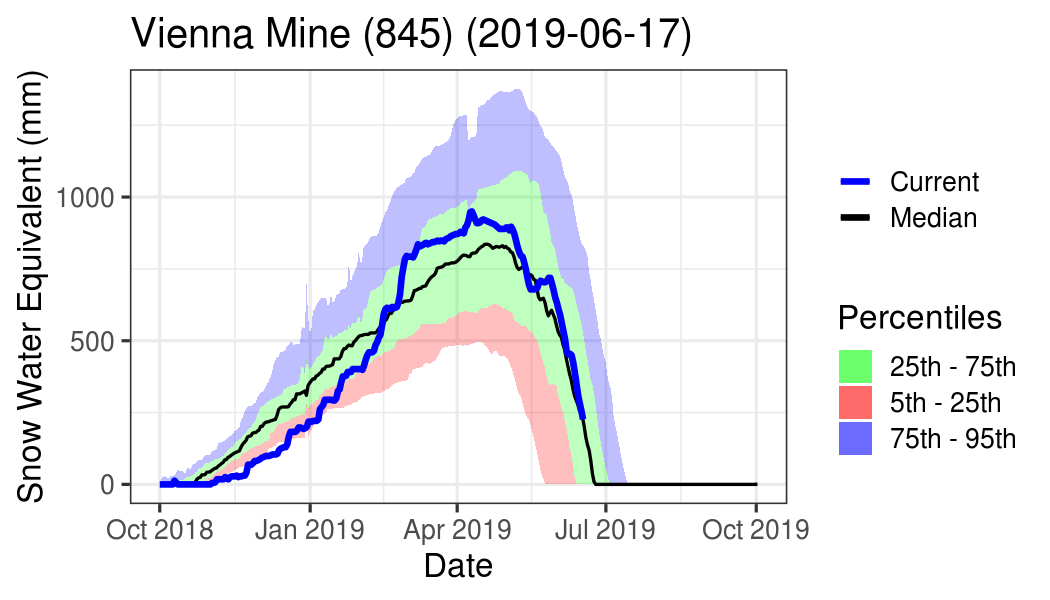 Vienna Mine (845) (2019-06-17)
Snow Water Equivalent (mm)
1000
500
0
Oct 2018
Jan 2019
Apr 2019
Jul 2019
Oct 2019
Date
Current
Median
Percentiles
25th - 75th
5th - 25th
75th - 95th